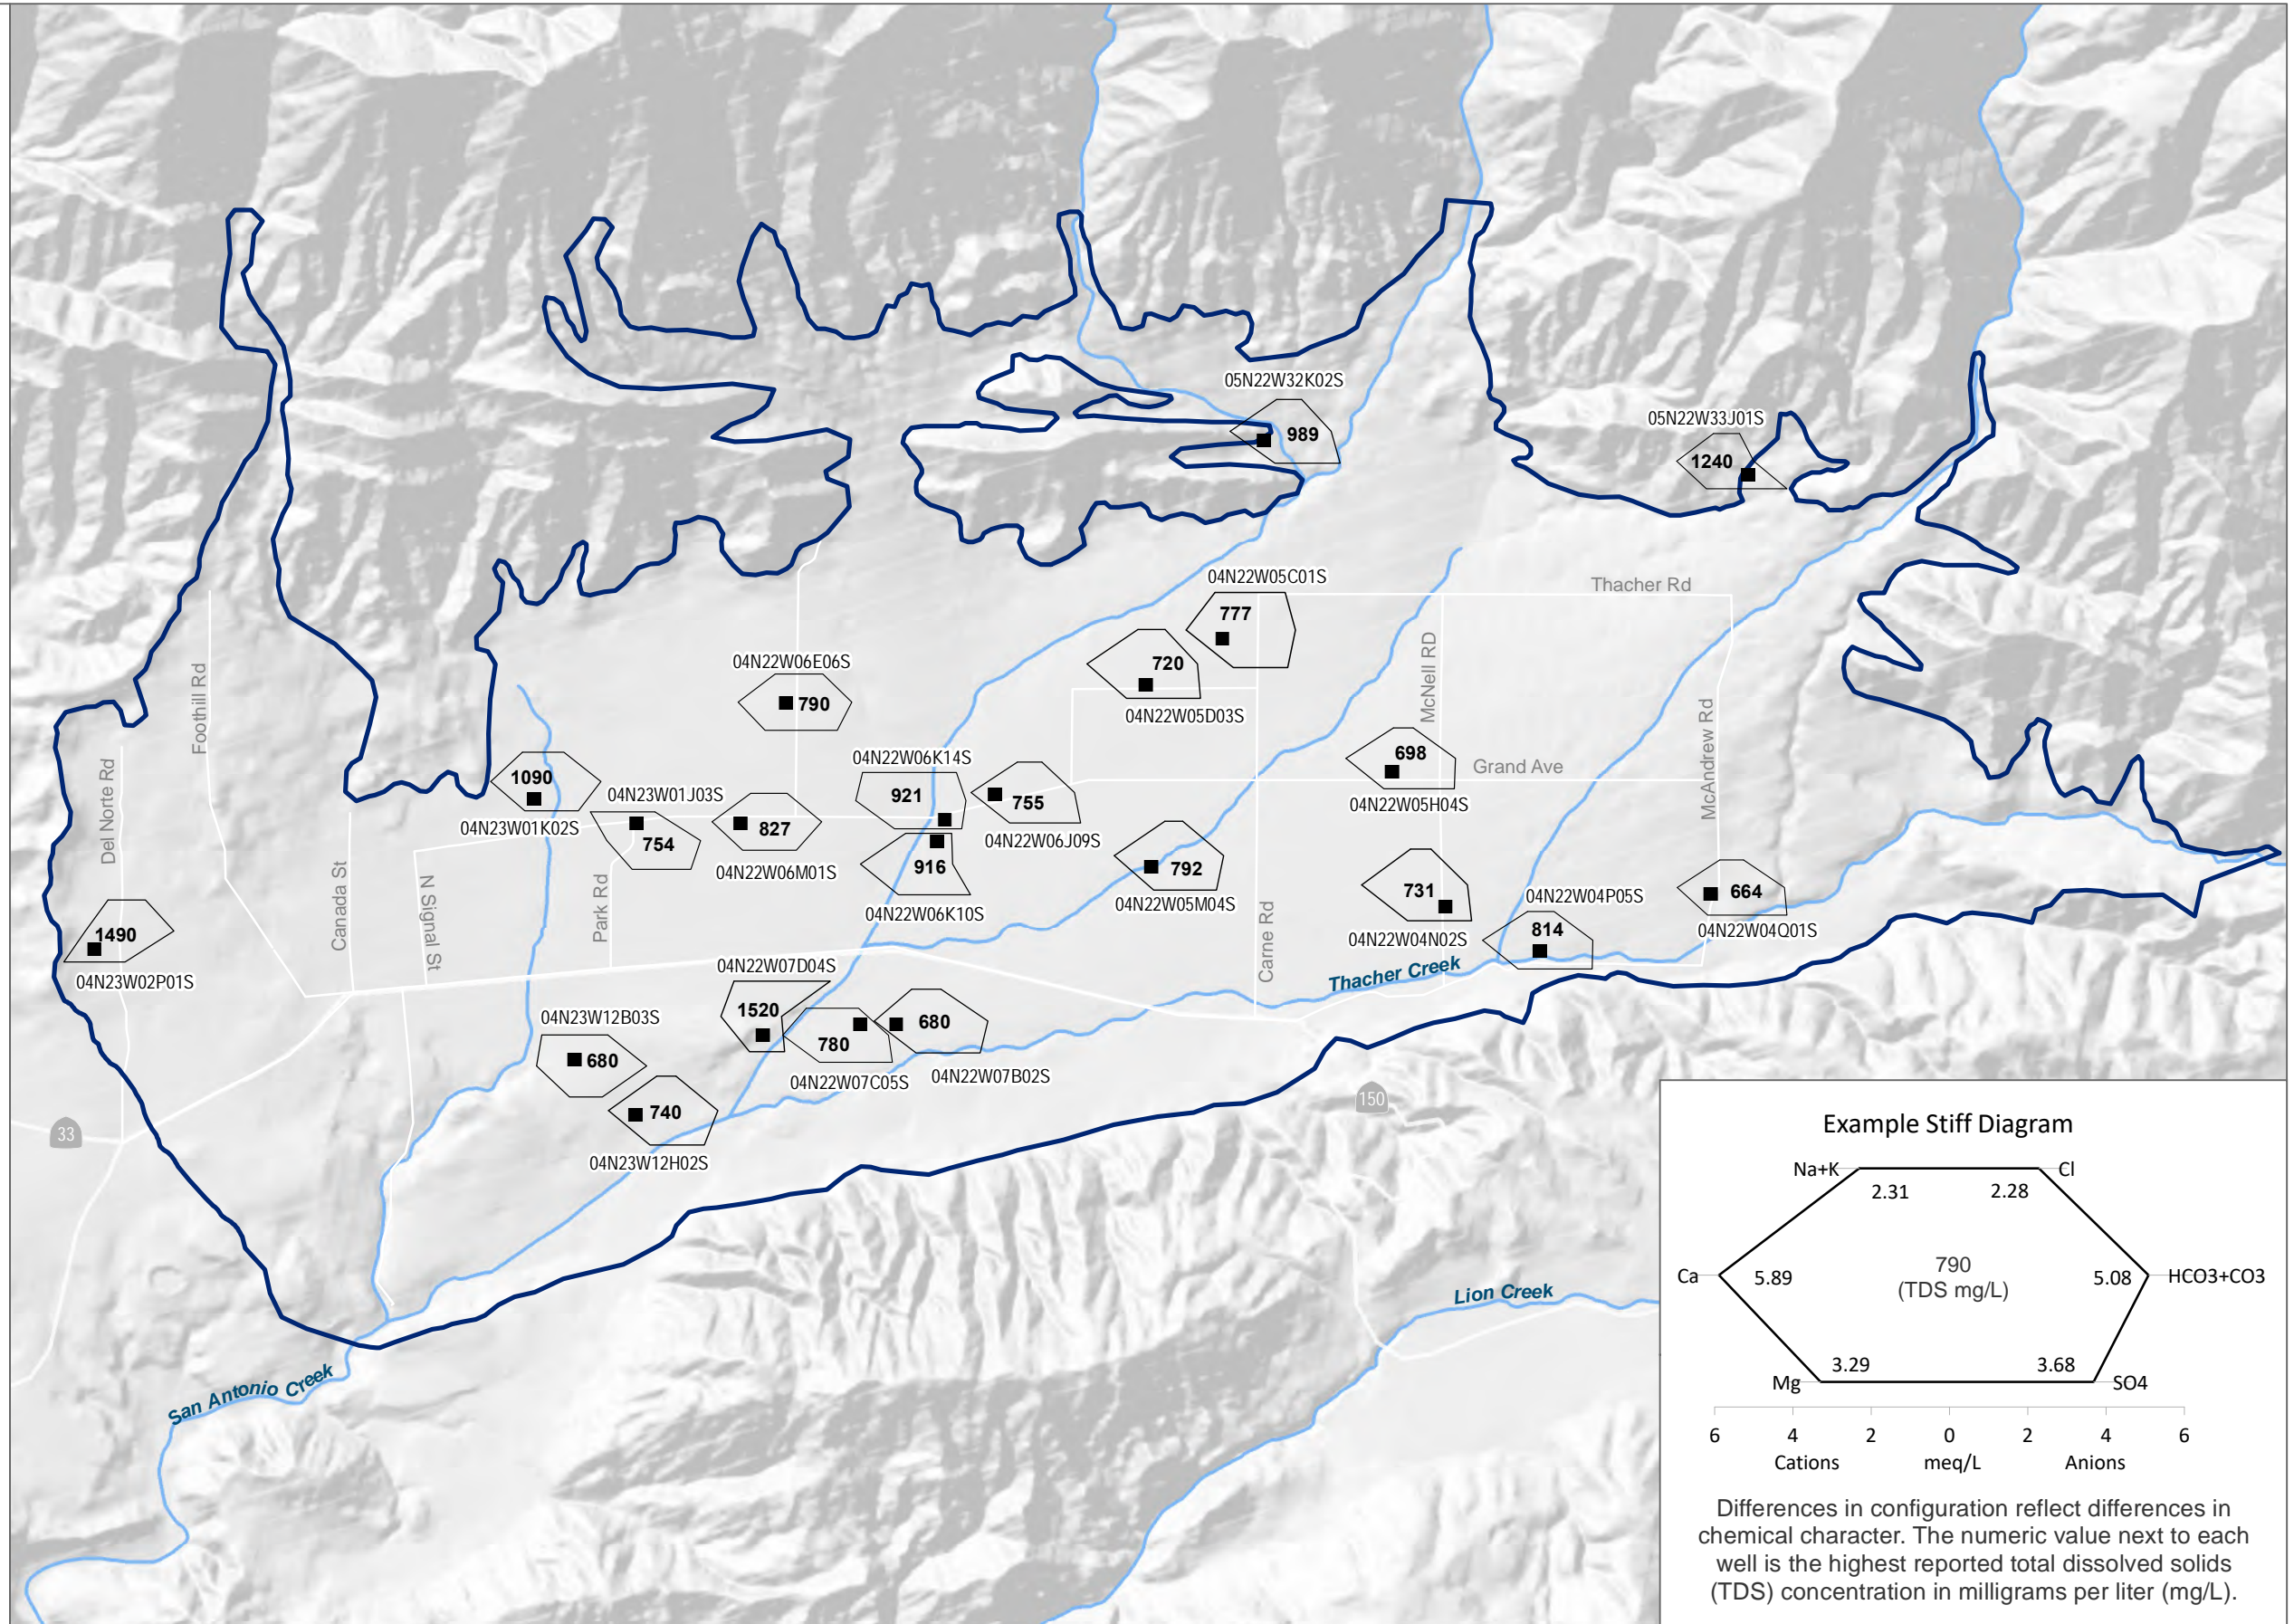 05N22W32K02S
989
05N22W33J01S
1240
04N22W05C01S
777
Thacher Rd
720
04N22W05D03S
McNell RD
Foothill Rd
04N22W06E06S
790
McAndrew Rd
698
Grand Ave
04N22W05H04S
Del Norte Rd
1090
04N23W01K02S
04N23W01J03S
754
827
04N22W06M01S
04N22W06K14S
921
755
04N22W06J09S
916
04N22W06K10S
792
04N22W05M04S
731
04N22W04N02S
04N22W04P05S
814
664
04N22W04Q01S
Canada St
N Signal St
Park Rd
Carne Rd
1490
04N23W02P01S
04N22W07D04S
1520
Thacher Creek
04N23W12B03S
680
780
04N22W07C05S
680
04N22W07B02S
740
04N23W12H02S
33
150
San Antonio Creek
Lion Creek
Example Stiff Diagram
Na+K
Cl
2.31
2.28
Ca
5.89
790
(TDS mg/L)
5.08
HCO3+CO3
3.29
3.68
Mg
SO4
6 4 2 0 2 4 6
Cations meq/L Anions
Differences in configuration reflect differences in
chemical character. The numeric value next to each
well is the highest reported total dissolved solids
(TDS) concentration in milligrams per liter (mg/L).